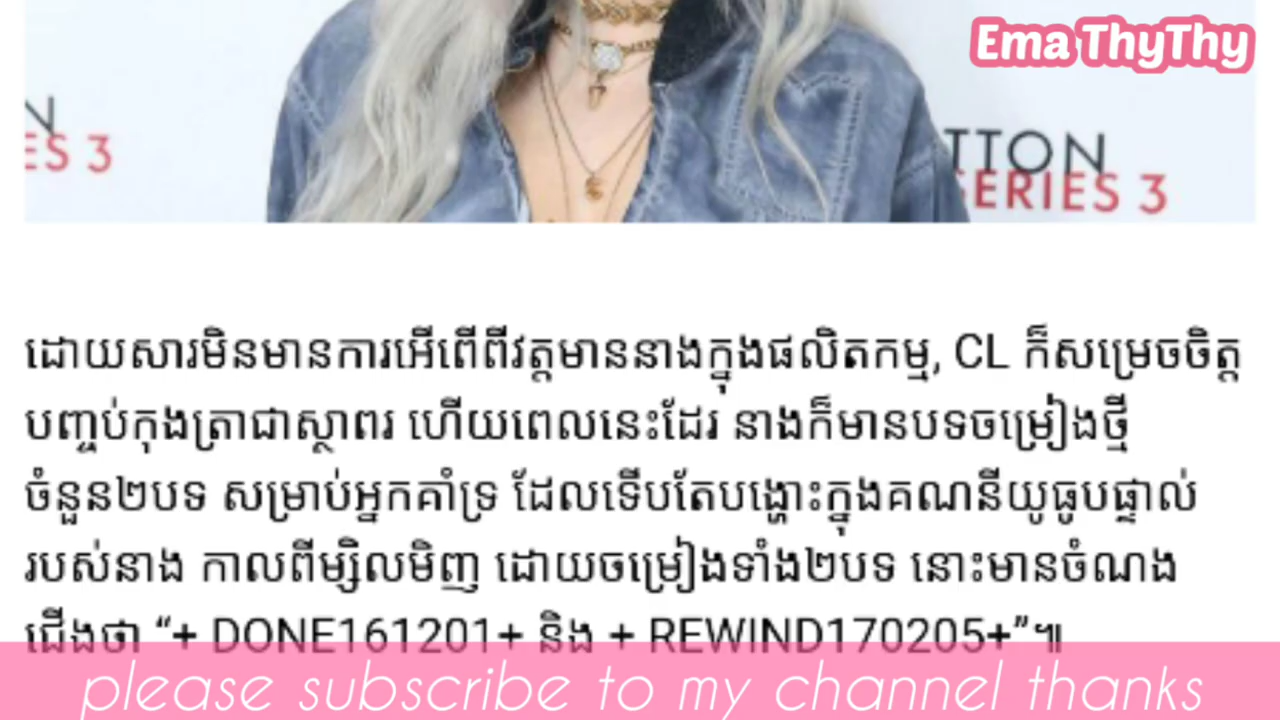 Ema ThyThy
N
TTON
ES 3
SERIES 3
ដោយសារមិនមានការអើពើពីវត្តមាននាងក្នុងផលិតកម្ម, CL ក៏សម្រេចចិត្ត
បញ្ចប់កុងត្រាជាស្ថាពរ ហើយពេលនេះដែរ នាងក៏មានបទចម្រៀងថ្មី
ចំនួន២បទ សម្រាប់អ្នកគាំទ្រ ដែលទើបតែបង្ហោះក្នុងគណនីយូធូបផ្ទាល់
របស់នាង កាលពីម្សិលមិញ ដោយចម្រៀងទាំង២បទ នោះមានចំណង
ជើងថា “+ DONE161201+ និង + REWIND170205+”៕
please subscribe to my channel thanks